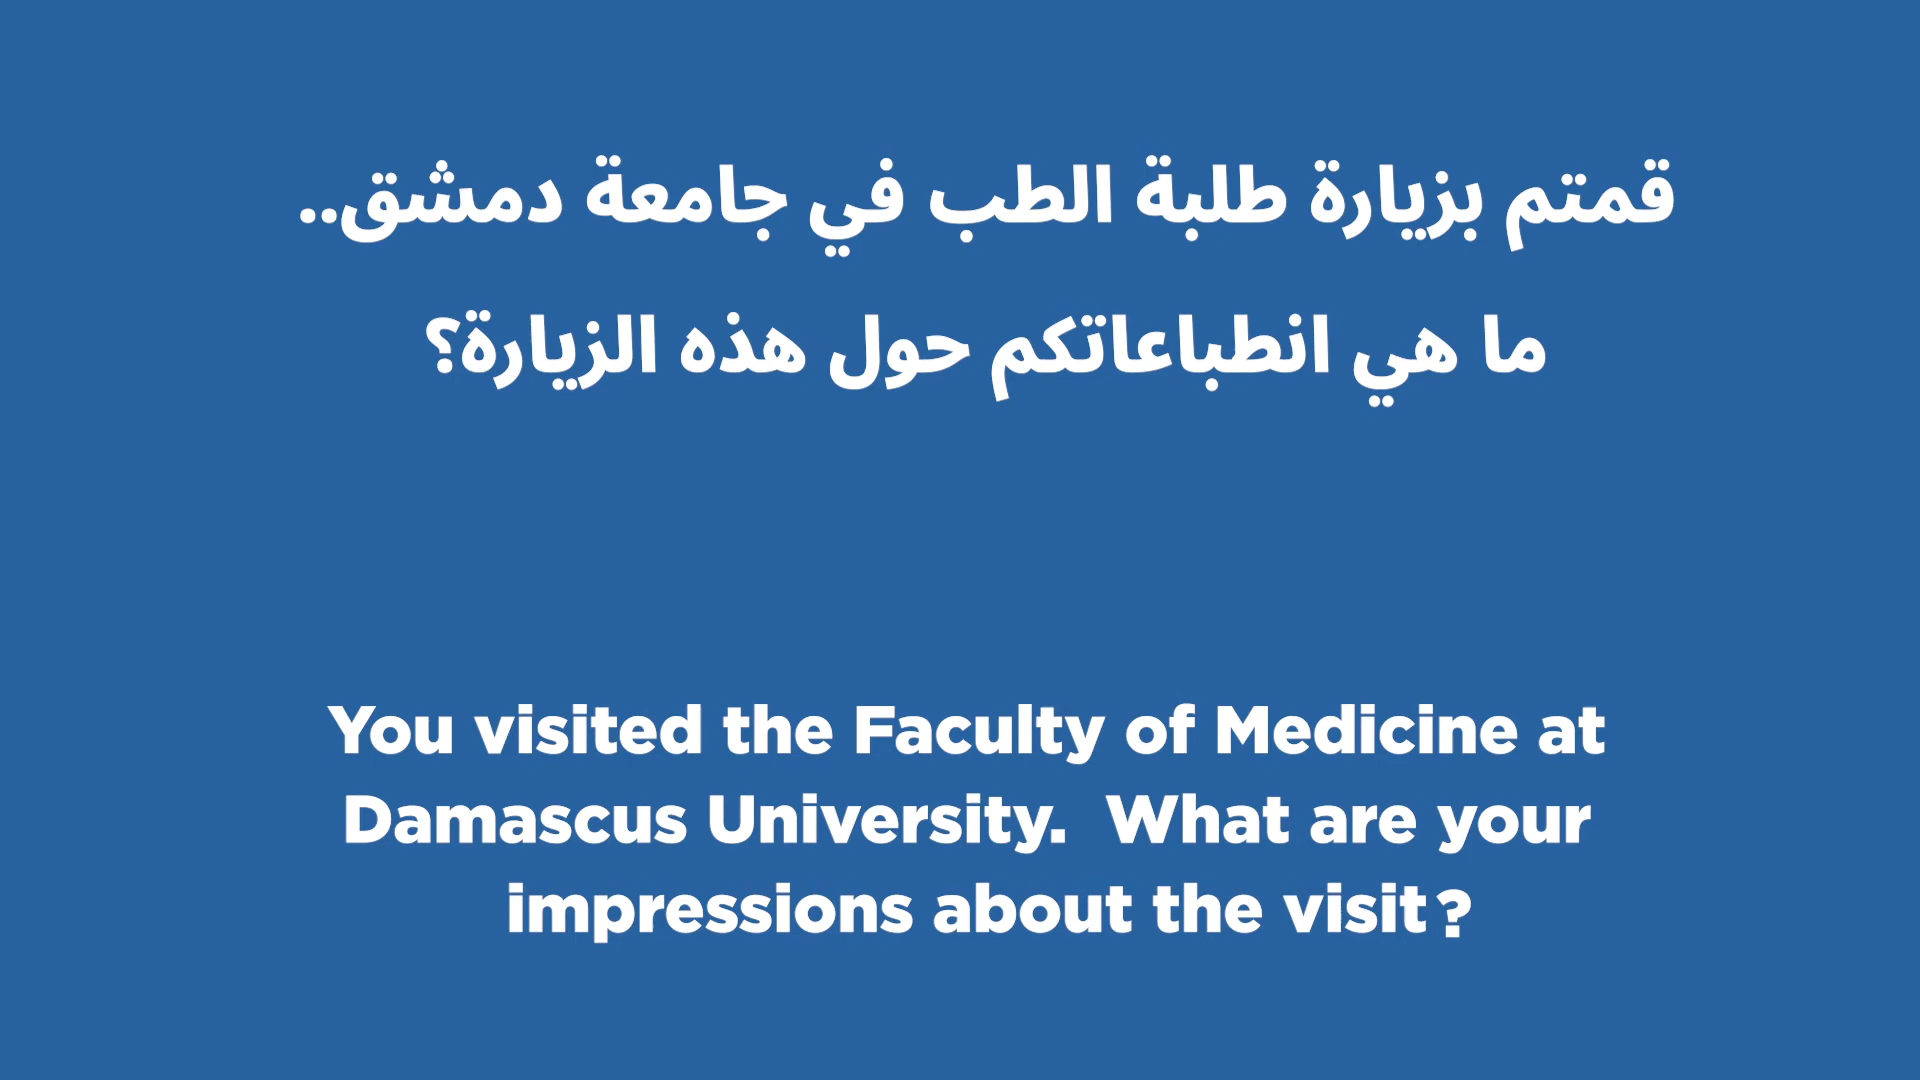 قمتم بزيارة طلبة الطب في جامعة دمشق..
ما هي انطباعاتكم حول هذه الزيارة؟
You visited the Faculty of Medicine at
Damascus University.  What are your
impressions about the visit?